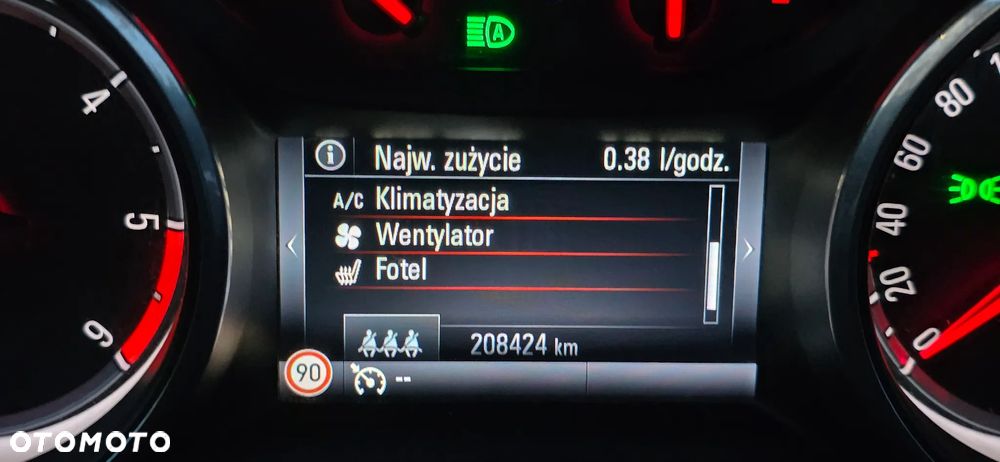 A
Najw. zużycie 0.38 l/godz.
A/C Klimatyzacja
Wentylator
Fotel
208424 km
90 --
4
5
6
0
20
40
60
80
OTOMOTO